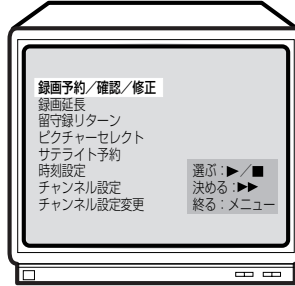 録画予約／確認／修正
録画延長
留守録リターン
ピクチャーセレクト
サテライト予約
時刻設定
チャンネル設定
チャンネル設定変更
選ぶ：▶／■
決める：▶▶
終る：メニュー